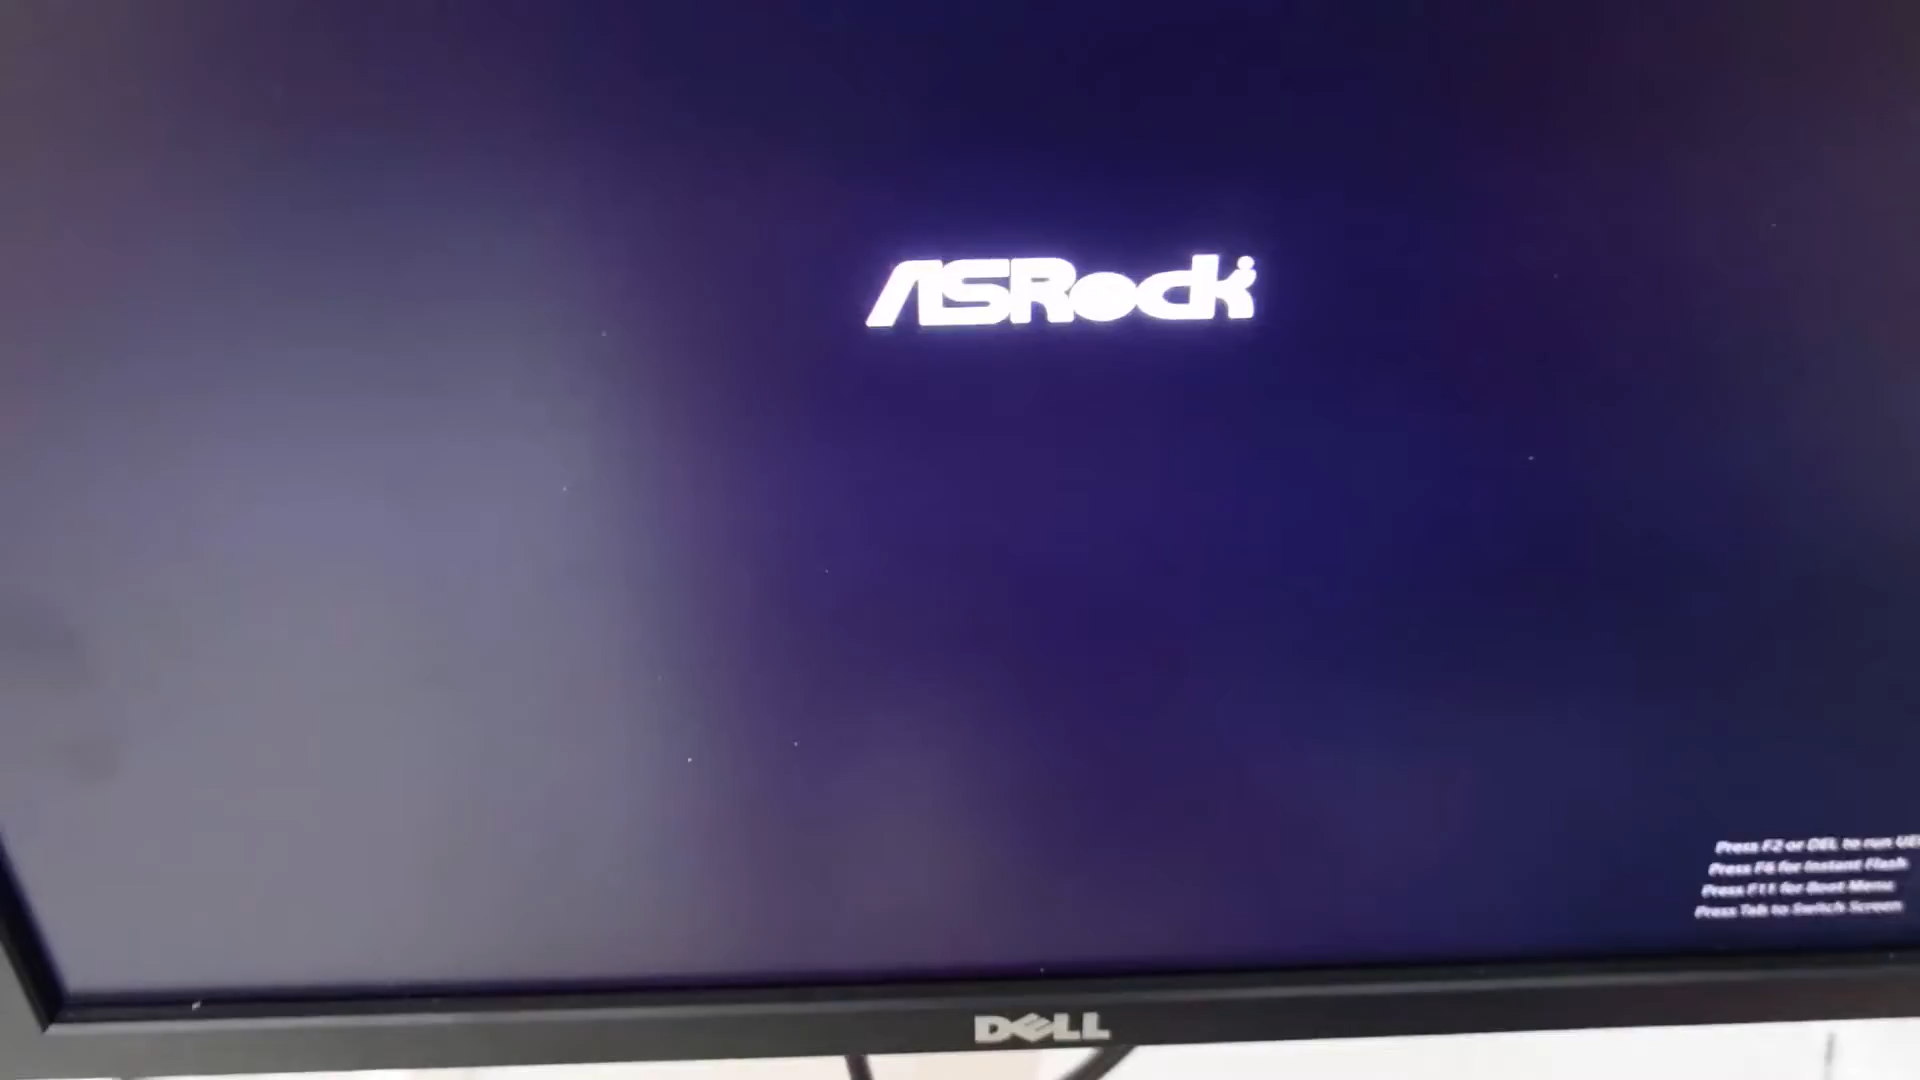 ASRock
Press F2 or DEL to run
Press F6 for Instant Flash
Press F11 for Boot Menu
Press Tab to Switch Screen
DELL